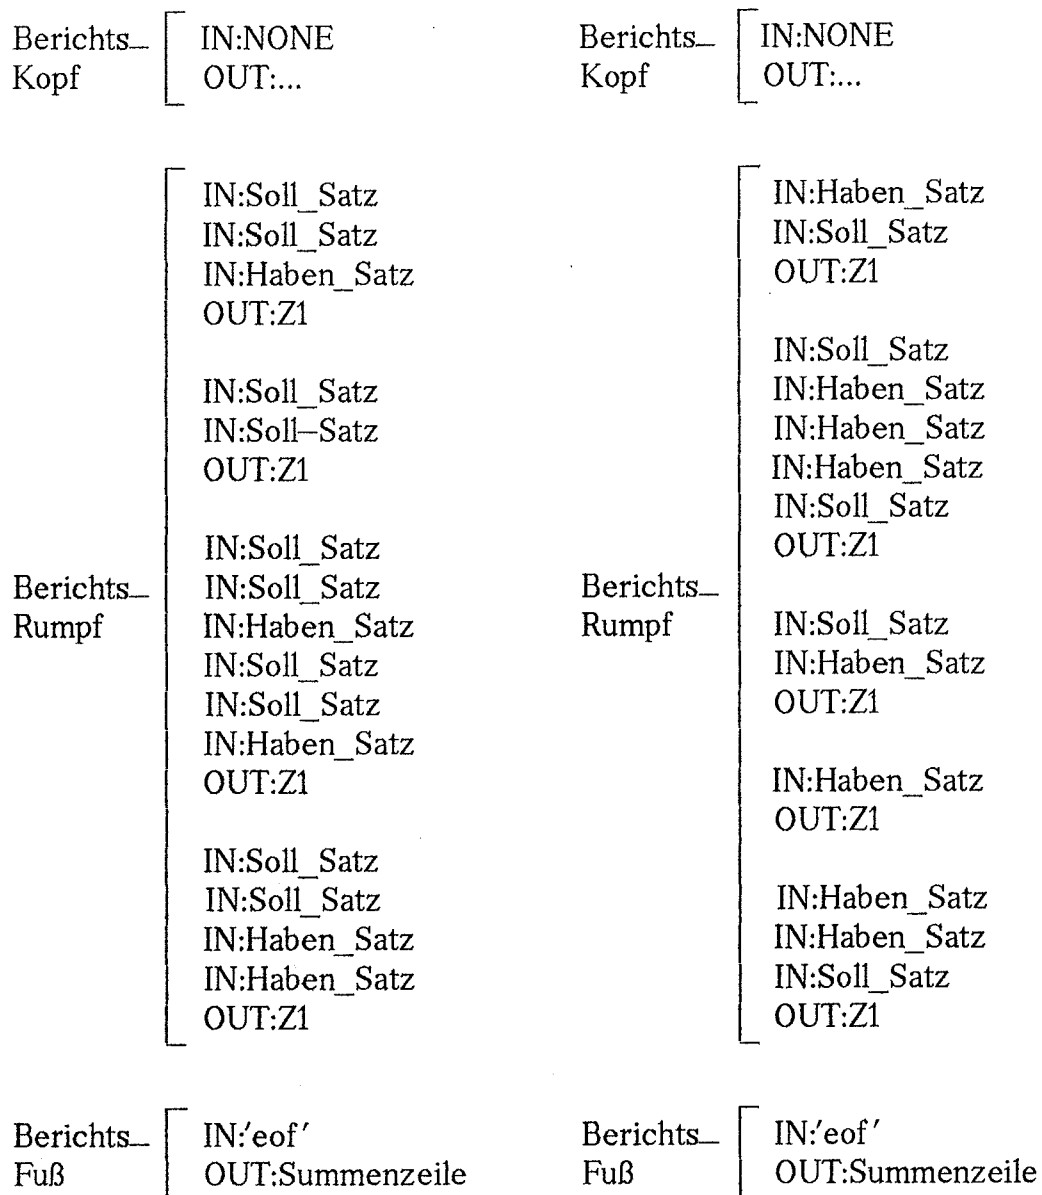 Berichts_
Kopf
IN:NONE
OUT:...
IN:Soll_Satz
IN:Soll_Satz
IN:Haben_Satz
OUT:Z1
IN:Soll_Satz
IN:Soll–Satz
OUT:Z1
IN:Soll_Satz
IN:Soll_Satz
IN:Haben_Satz
IN:Soll_Satz
IN:Soll_Satz
IN:Haben_Satz
OUT:Z1
IN:Soll_Satz
IN:Soll_Satz
IN:Haben_Satz
IN:Haben_Satz
OUT:Z1
Berichts_
Rumpf
Berichts_
Fuß
IN:'eof'
OUT:Summenzeile
Berichts_
Kopf
IN:NONE
OUT:...
IN:Haben_Satz
IN:Soll_Satz
OUT:Z1
IN:Soll_Satz
IN:Haben_Satz
IN:Haben_Satz
IN:Haben_Satz
IN:Soll_Satz
OUT:Z1
IN:Soll_Satz
IN:Haben_Satz
OUT:Z1
IN:Haben_Satz
OUT:Z1
IN:Haben_Satz
IN:Haben_Satz
IN:Soll_Satz
OUT:Z1
Berichts_
Rumpf
Berichts_
Fuß
IN:'eof'
OUT:Summenzeile